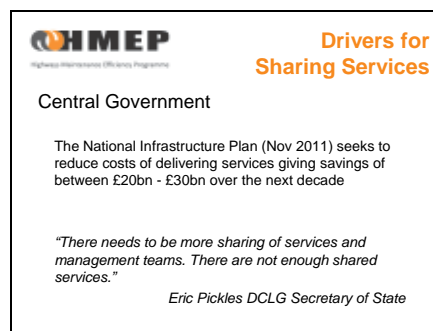 HMEP
Highways Maintenance Efficiency Programme
Drivers for
Sharing Services
Central Government
The National Infrastructure Plan (Nov 2011) seeks to
reduce costs of delivering services giving savings of
between £20bn - £30bn over the next decade
“There needs to be more sharing of services and
management teams. There are not enough shared
services.”
Eric Pickles DCLG Secretary of State